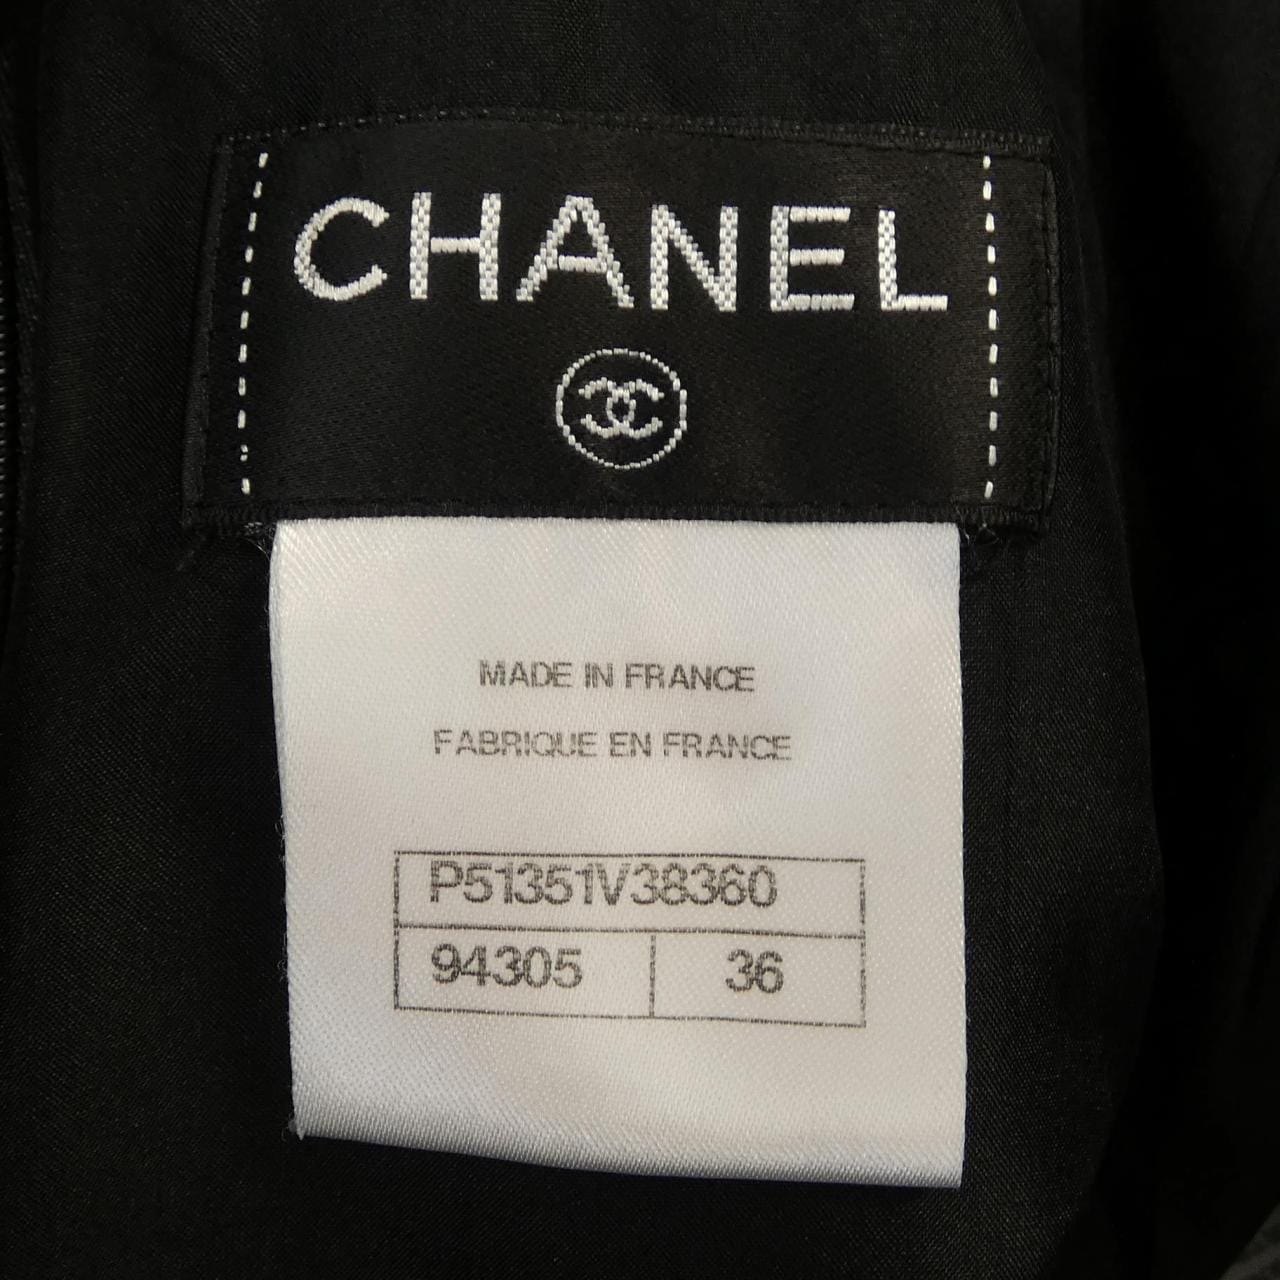 CHANEL
MADE IN FRANCE
FABRIQUE EN FRANCE
P51351V38360
94305 36